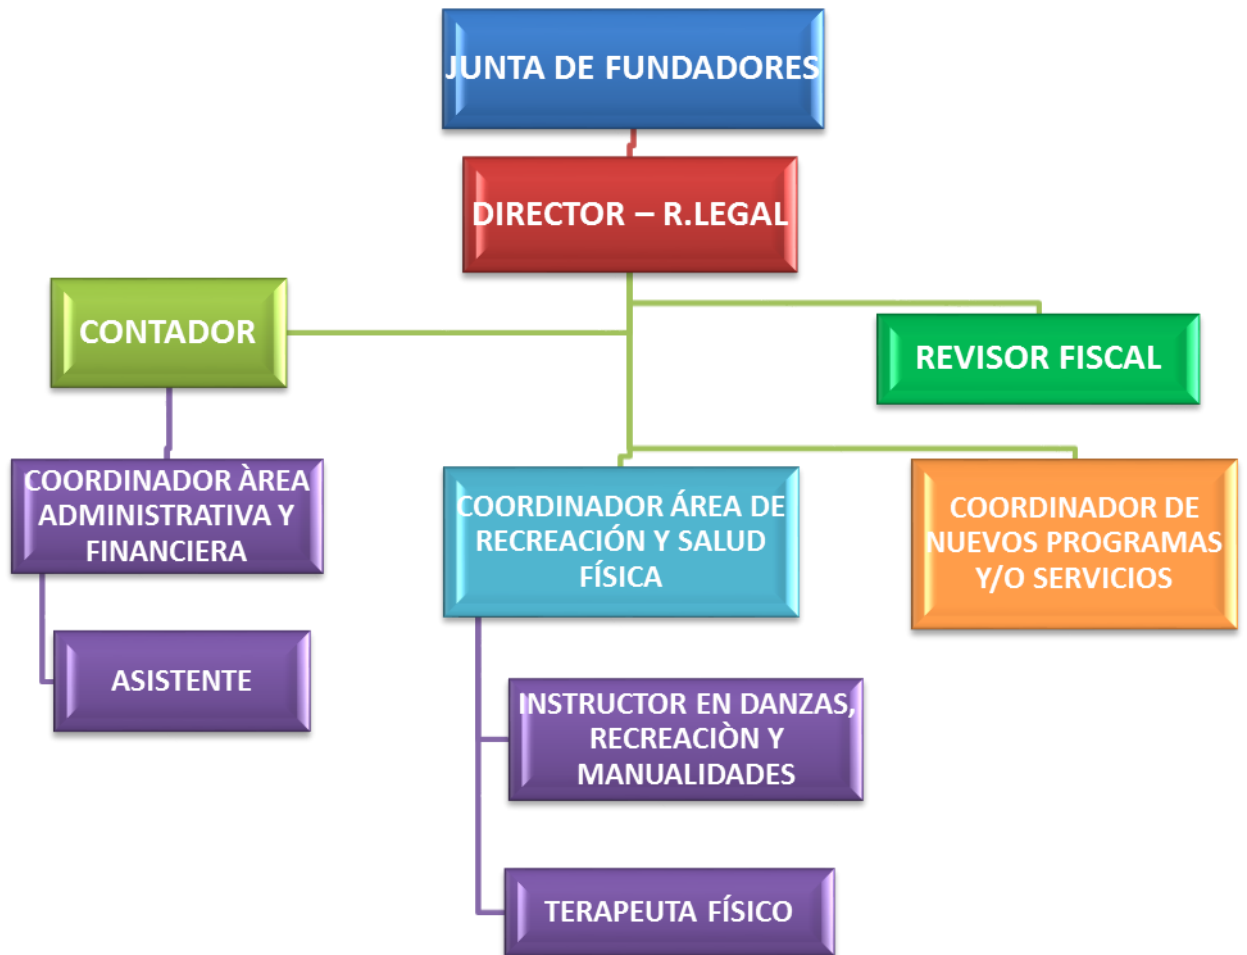 JUNTA DE FUNDADORES
DIRECTOR – R.LEGAL
CONTADOR
REVISOR FISCAL
COORDINADOR ÀREA
ADMINISTRATIVA Y
FINANCIERA
COORDINADOR ÁREA DE
RECREACIÓN Y SALUD
FÍSICA
COORDINADOR DE
NUEVOS PROGRAMAS
Y/O SERVICIOS
ASISTENTE
INSTRUCTOR EN DANZAS,
RECREACIÒN Y
MANUALIDADES
TERAPEUTA FÍSICO